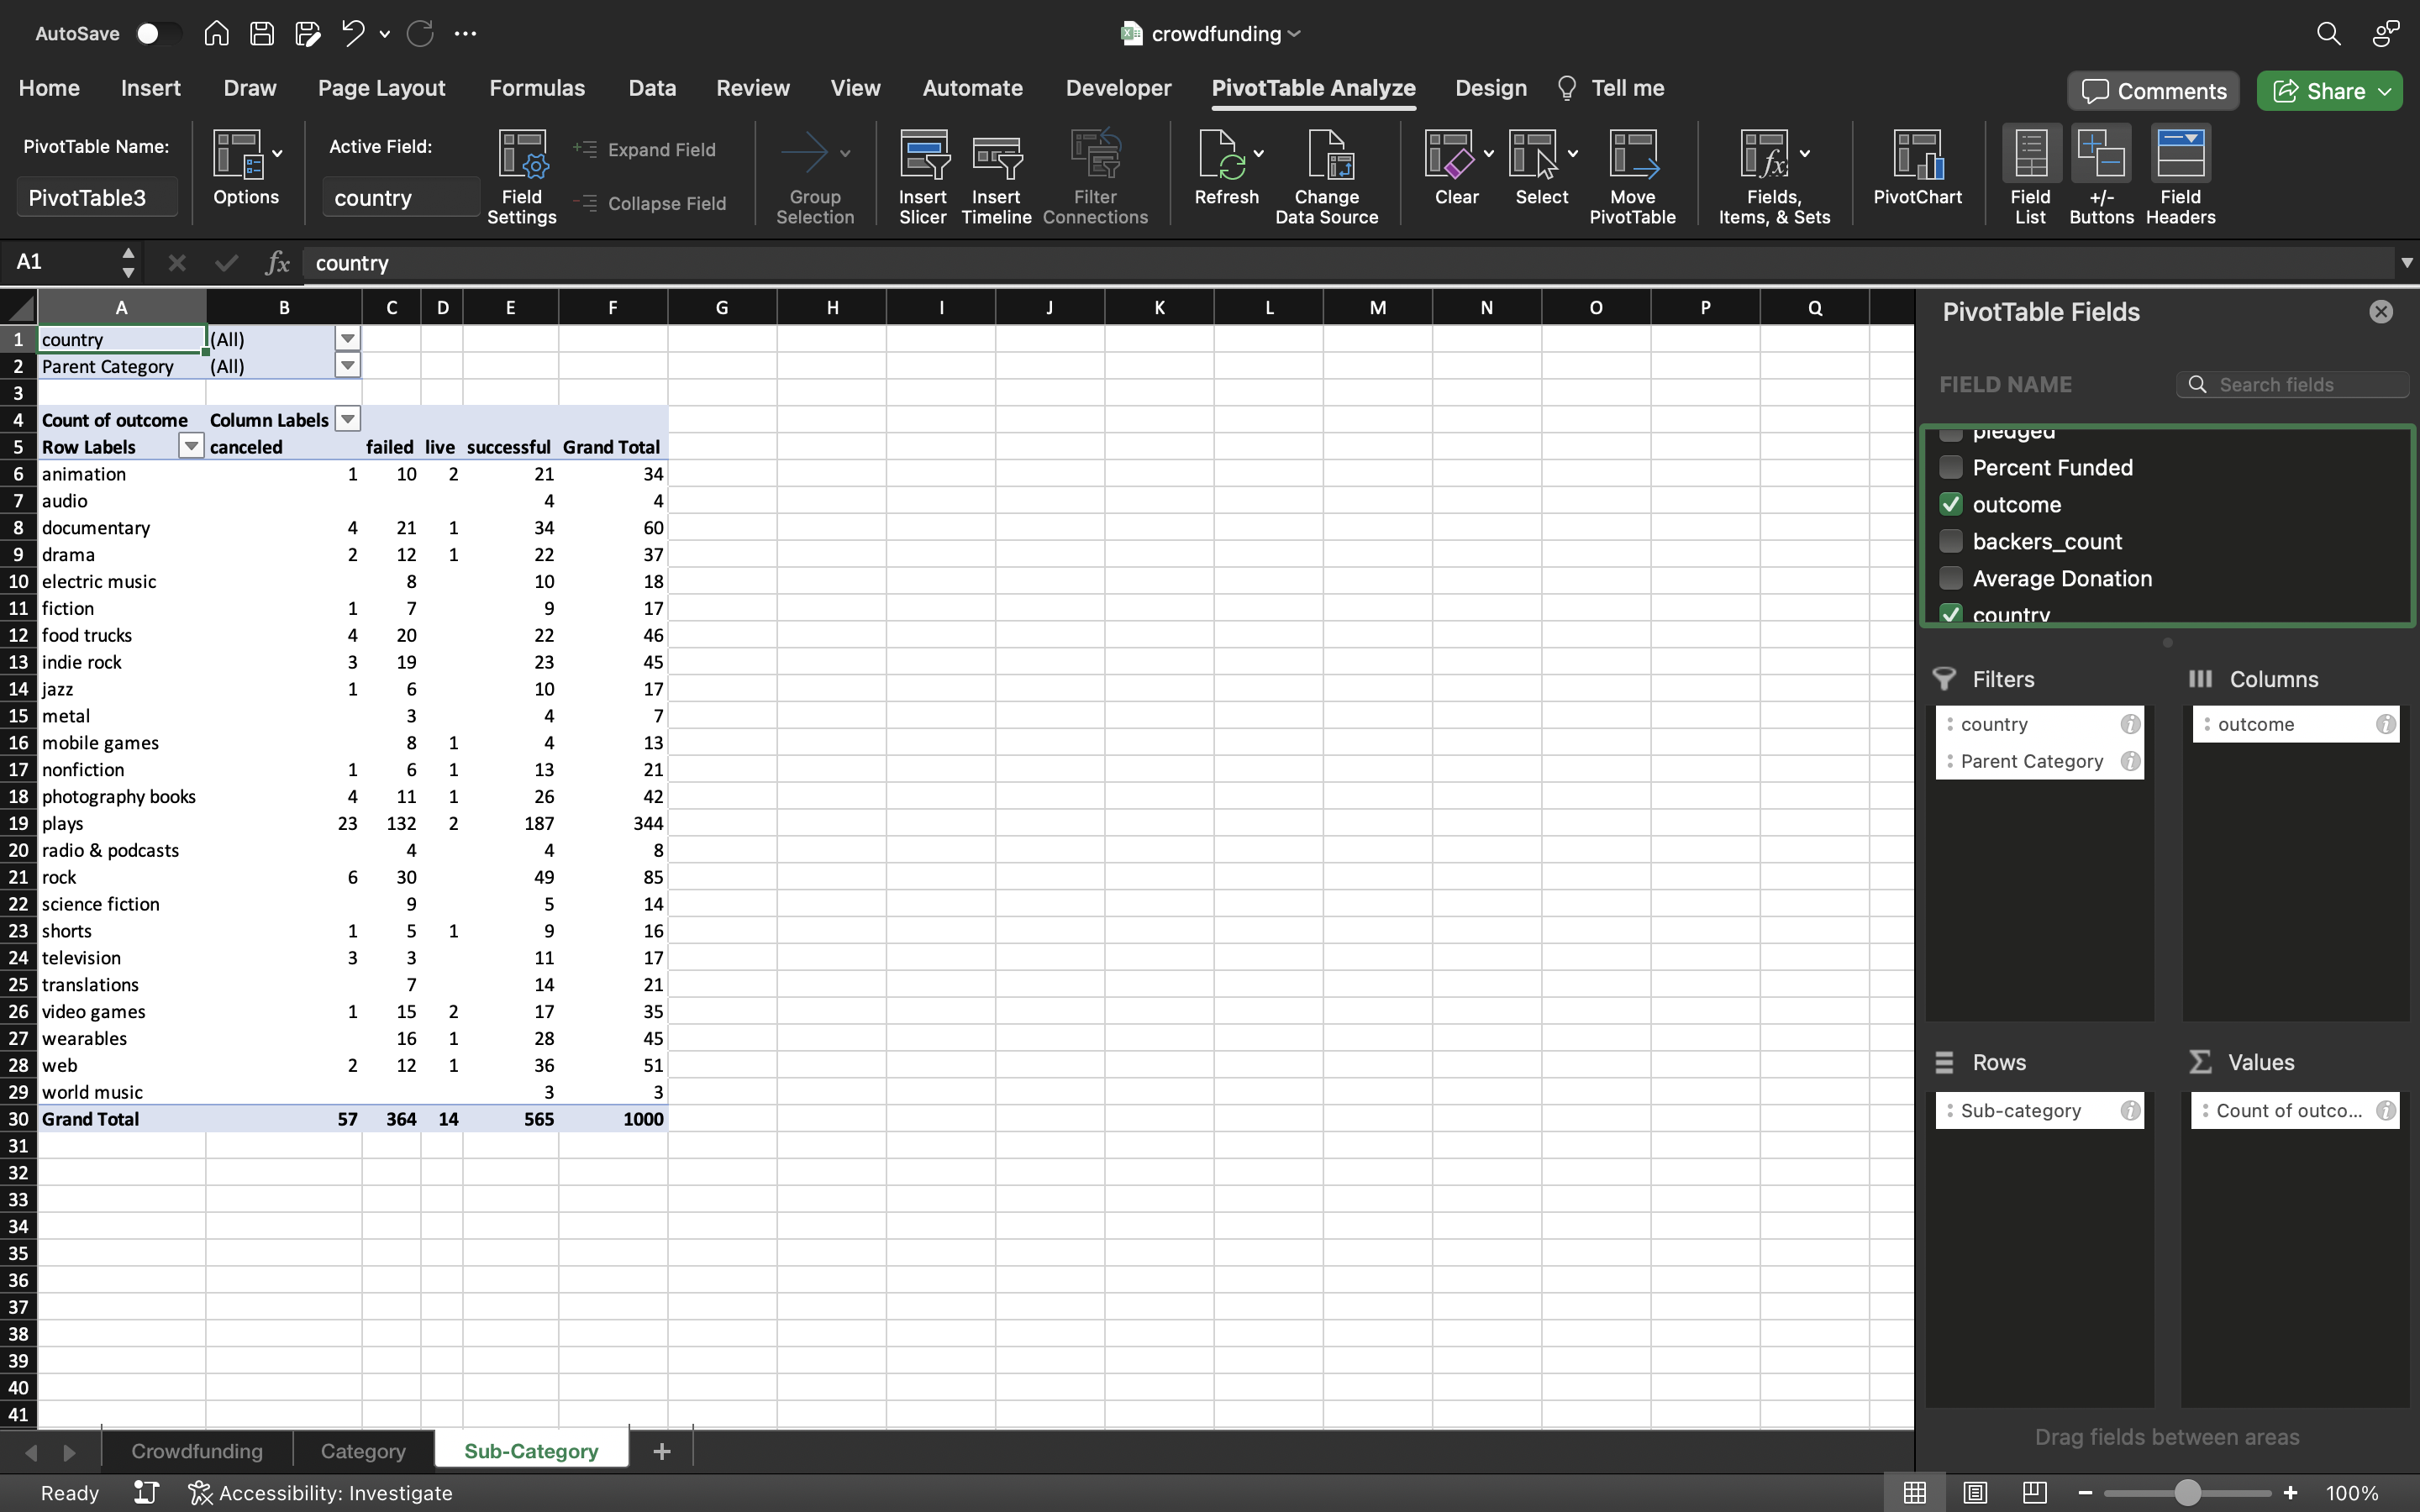 AutoSave
crowdfunding
Home Insert Draw Page Layout Formulas Data Review View Automate Developer PivotTable Analyze Design Tell me Comments Share
PivotTable Name:
PivotTable3
Options
Active Field:
country
Field Settings
Expand Field
Collapse Field
Group Selection
Insert Slicer
Insert Timeline
Filter Connections
Refresh
Change Data Source
Clear
Select
Move PivotTable
Fields, Items, & Sets
PivotChart
Field List
+/- Buttons
Field Headers
A1 fx country
A B C D E F G H I J K L M N O P Q
1 country (All)
2 Parent Category (All)
3
4 Count of outcome Column Labels
5 Row Labels canceled failed live successful Grand Total
6 animation 1 10 2 21 34
7 audio 4 4
8 documentary 4 21 1 34 60
9 drama 2 12 1 22 37
10 electric music 8 10 18
11 fiction 1 7 9 17
12 food trucks 4 20 22 46
13 indie rock 3 19 23 45
14 jazz 1 6 10 17
15 metal 3 4 7
16 mobile games 8 1 4 13
17 nonfiction 1 6 1 13 21
18 photography books 4 11 1 26 42
19 plays 23 132 2 187 344
20 radio & podcasts 4 4 8
21 rock 6 30 49 85
22 science fiction 9 5 14
23 shorts 1 5 1 9 16
24 television 3 3 11 17
25 translations 7 14 21
26 video games 1 15 2 17 35
27 wearables 16 1 28 45
28 web 2 12 1 36 51
29 world music 3 3
30 Grand Total 57 364 14 565 1000
31
32
33
34
35
36
37
38
39
40
41
PivotTable Fields
FIELD NAME Search fields
pledged
Percent Funded
outcome
backers_count
Average Donation
country
Filters
country
Parent Category
Columns
outcome
Rows
Sub-category
Values
Count of outco...
Drag fields between areas
Crowdfunding Category Sub-Category +
Ready Accessibility: Investigate 100%